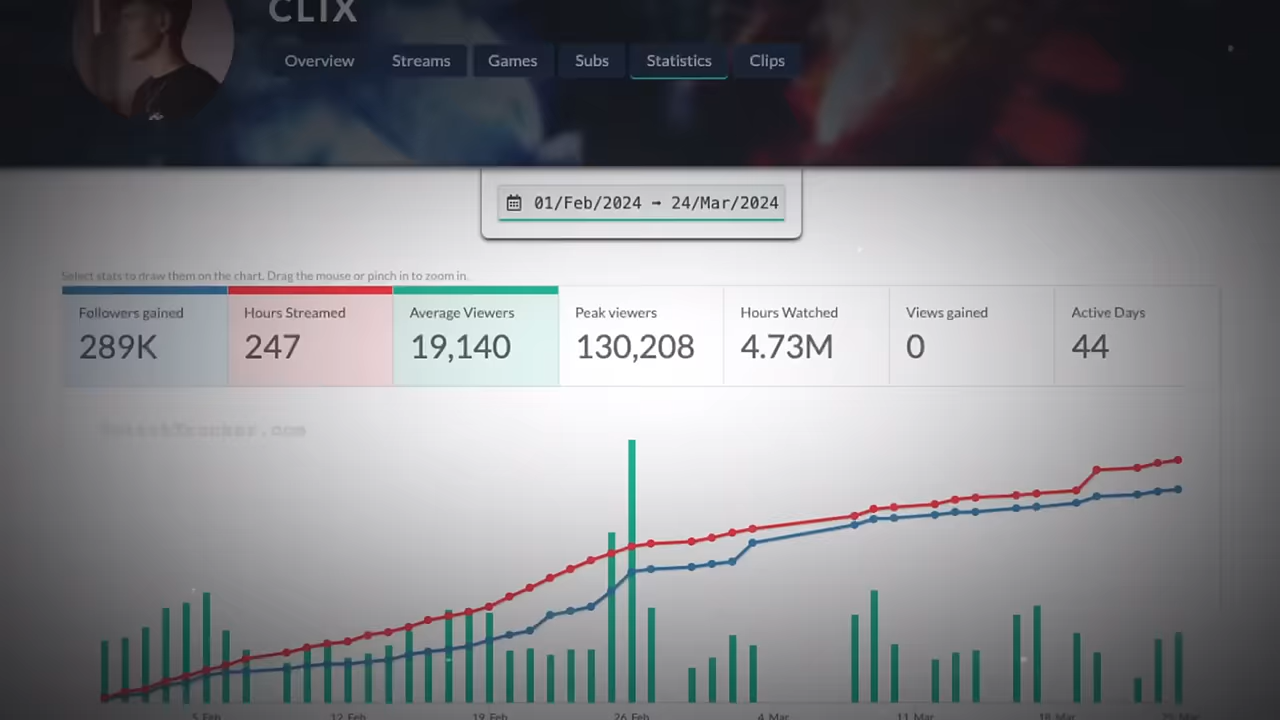 CLIX
Overview Streams Games Subs Statistics Clips
01/Feb/2024 → 24/Mar/2024
Select stats to draw them on the chart. Drag the mouse or pinch in to zoom in.
Followers gained Hours Streamed Average Viewers Peak viewers Hours Watched Views gained Active Days
289K 247 19,140 130,208 4.73M 0 44
5 Feb 12 Feb 19 Feb 26 Feb 4 Mar 11 Mar 18 Mar